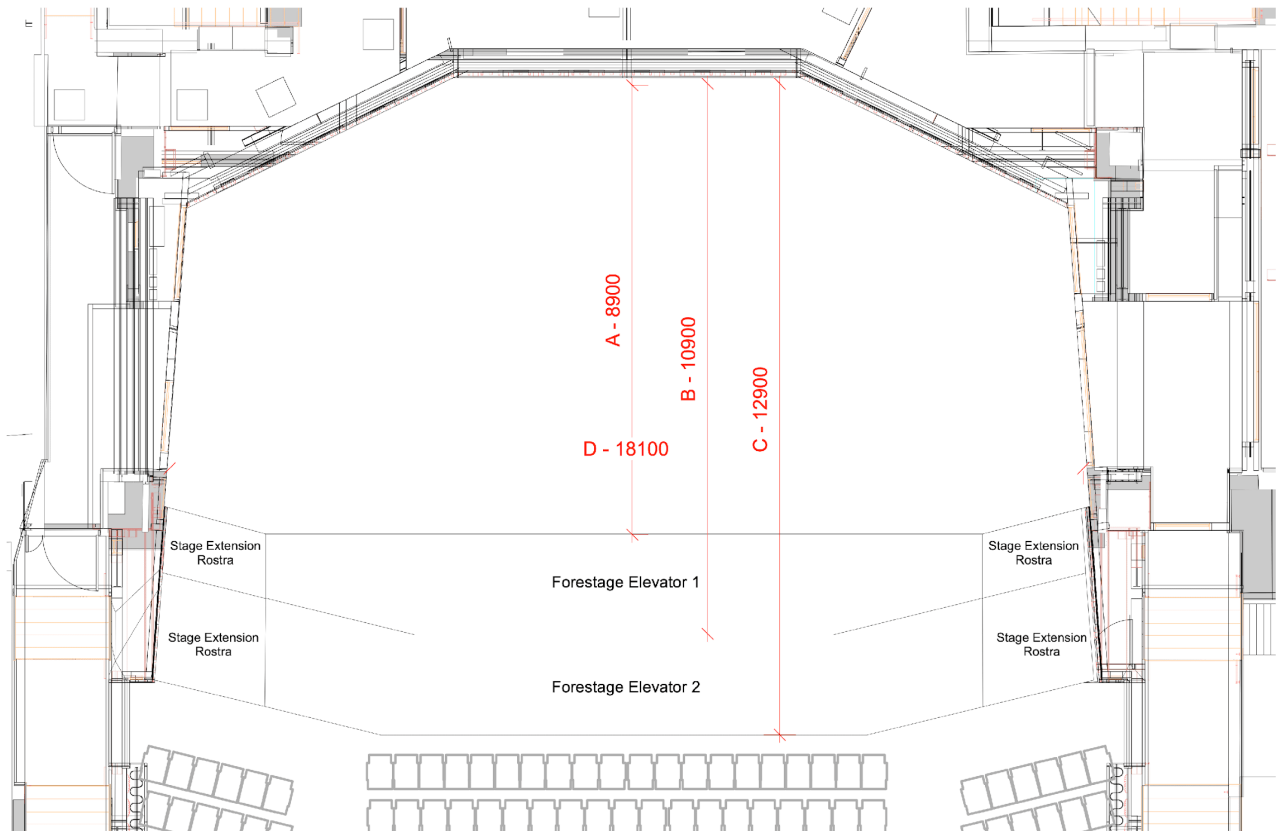 A - 8900
B - 10900
C - 12900
D - 18100
Stage Extension
Rostra
Stage Extension
Rostra
Forestage Elevator 1
Stage Extension
Rostra
Stage Extension
Rostra
Forestage Elevator 2